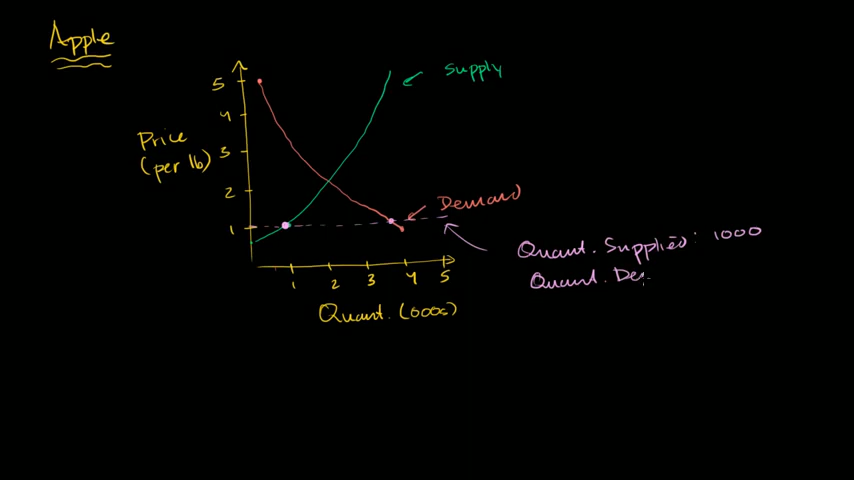 Apple
Supply
5
4
Price
(per lb)
3
2
1
Demand
Quant. Supplied: 1000
Quant. De
1 2 3 4 5
Quant. (000s)